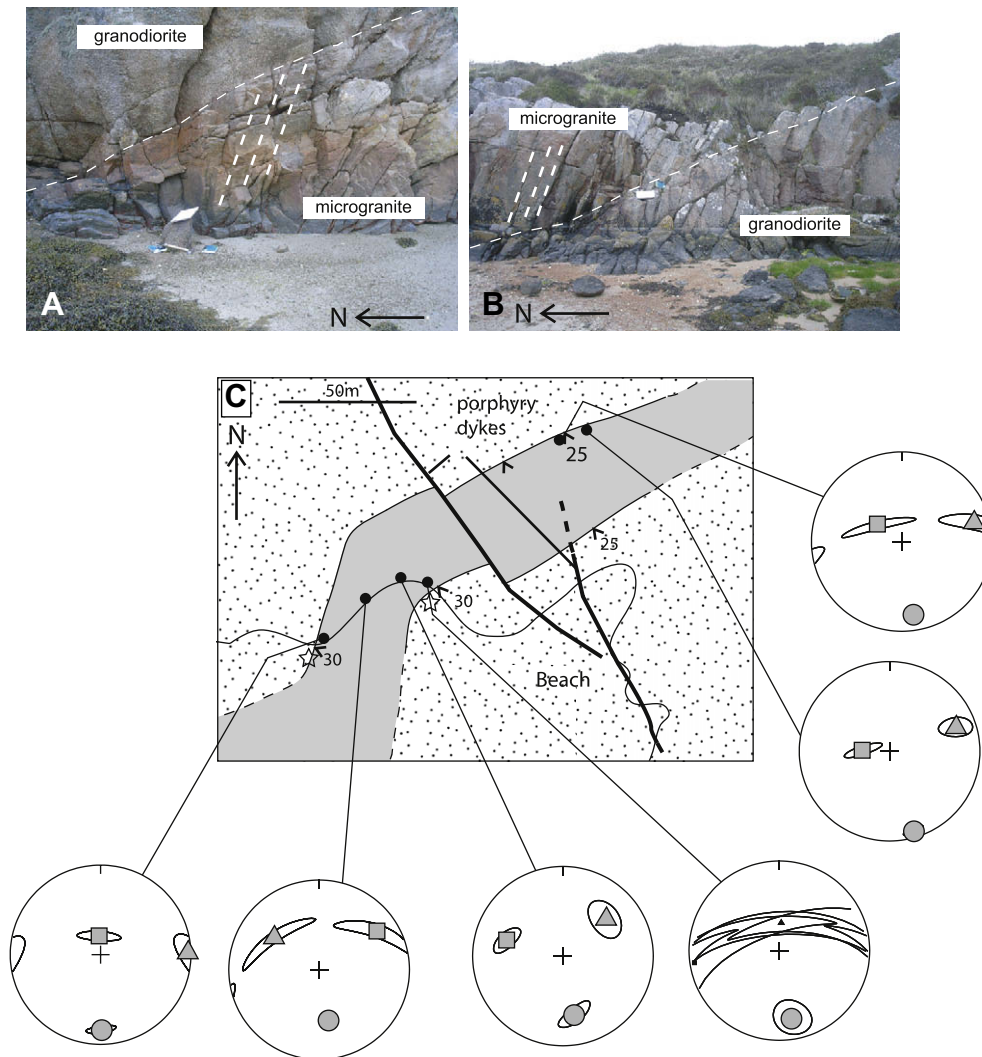 granodiorite
microgranite
A
N
microgranite
granodiorite
B
N
C
50m
N
porphyry
dykes
25
25
30
30
Beach